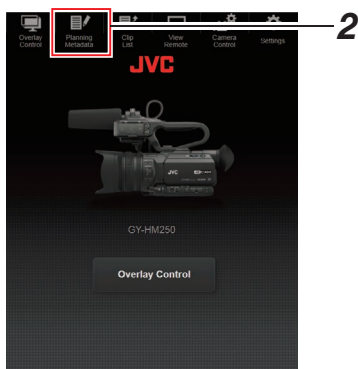 2
Overlay Control
Planning Metadata
Clip List
View Remote
Camera Control
Settings
JVC
JVC
GY-HM250
Overlay Control